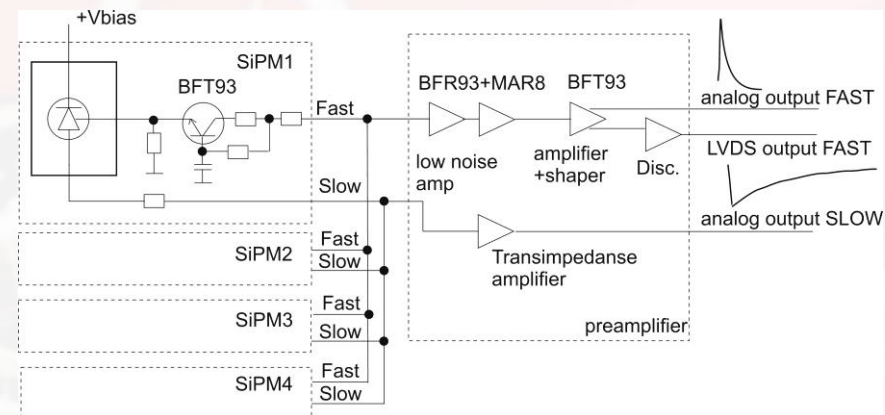 +Vbias
SiPM1
BFT93
Fast
Slow
SiPM2
Fast
Slow
SiPM3
Fast
Slow
SiPM4
Fast
Slow
BFR93+MAR8
BFT93
low noise
amp
amplifier
+shaper
Disc.
Transimpedanse
amplifier
preamplifier
analog output FAST
LVDS output FAST
analog output SLOW